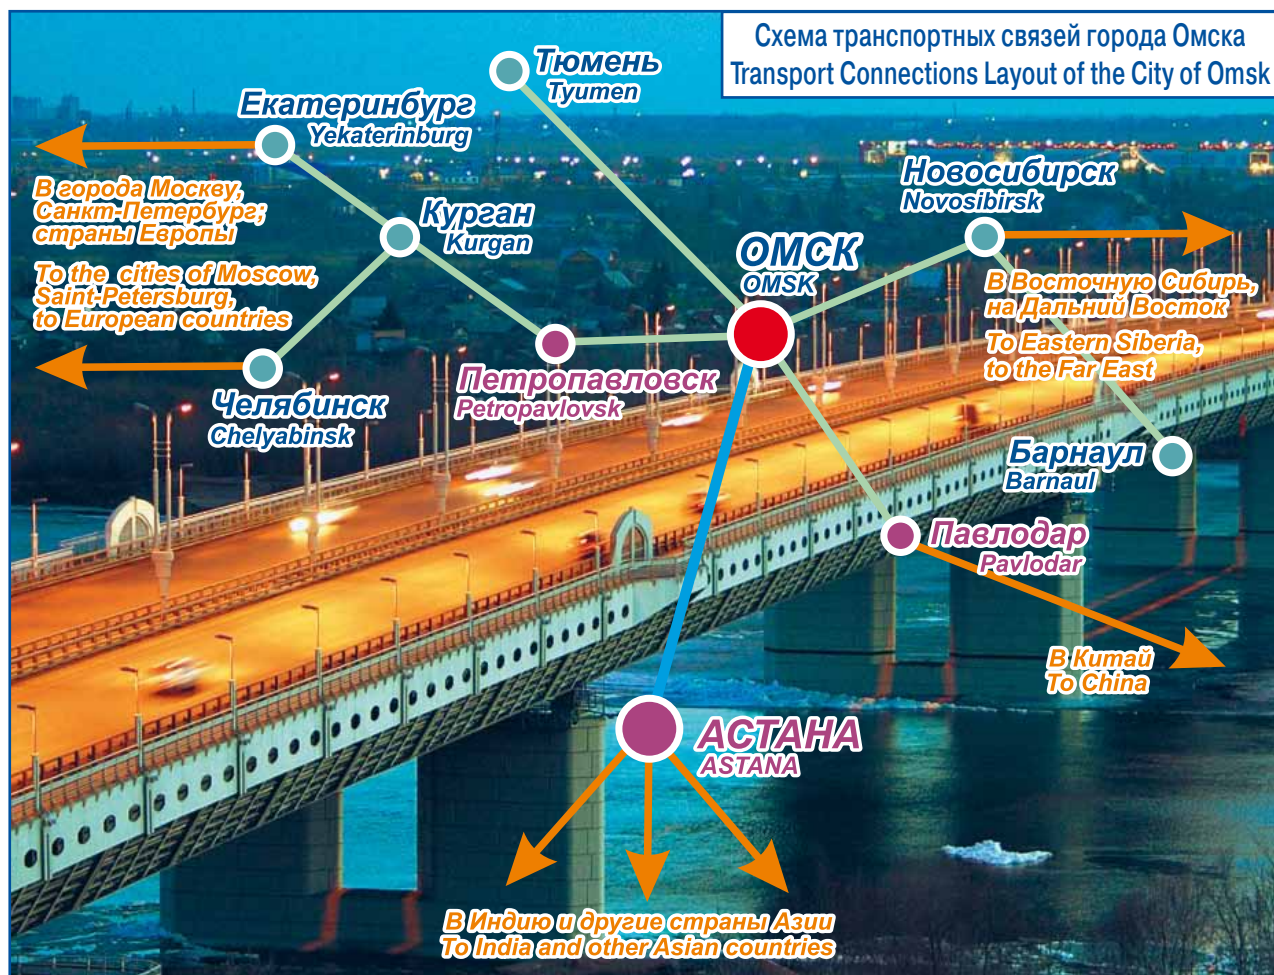 Схема транспортных связей города Омска
Transport Connections Layout of the City of Omsk
Тюмень
Tyumen
Екатеринбург
Yekaterinburg
Новосибирск
Novosibirsk
В города Москву,
Санкт-Петербург;
страны Европы
Курган
Kurgan
ОМСК
OMSK
To the cities of Moscow,
Saint-Petersburg,
to European countries
В Восточную Сибирь,
на Дальний Восток
To Eastern Siberia,
to the Far East
Петропавловск
Petropavlovsk
Челябинск
Chelyabinsk
Барнаул
Barnaul
Павлодар
Pavlodar
В Китай
To China
АСТАНА
ASTANA
В Индию и другие страны Азии
To India and other Asian countries